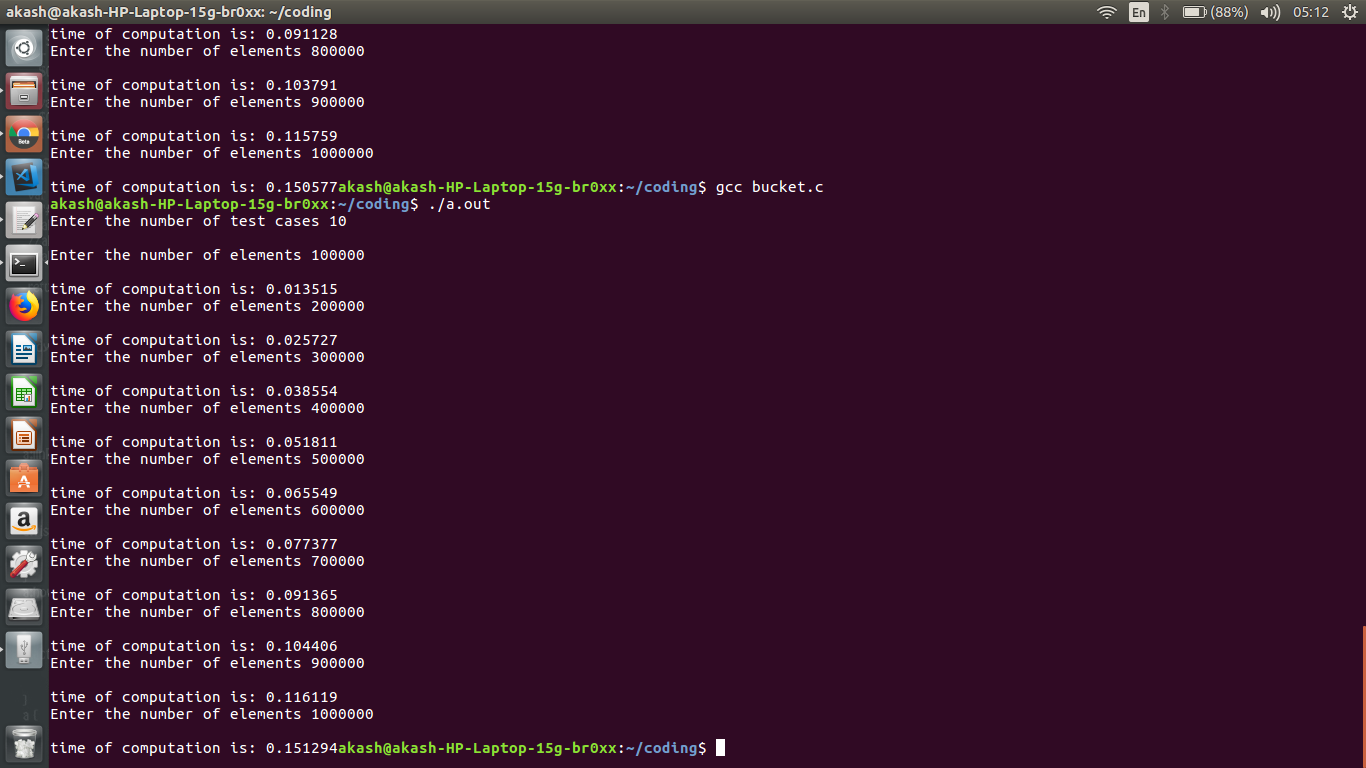 akash@akash-HP-Laptop-15g-br0xx: ~/coding
En
(88%)
05:12
time of computation is: 0.091128
Enter the number of elements 800000
time of computation is: 0.103791
Enter the number of elements 900000
time of computation is: 0.115759
Enter the number of elements 1000000
time of computation is: 0.150577akash@akash-HP-Laptop-15g-br0xx:~/coding$ gcc bucket.c
akash@akash-HP-Laptop-15g-br0xx:~/coding$ ./a.out
Enter the number of test cases 10
Enter the number of elements 100000
time of computation is: 0.013515
Enter the number of elements 200000
time of computation is: 0.025727
Enter the number of elements 300000
time of computation is: 0.038554
Enter the number of elements 400000
time of computation is: 0.051811
Enter the number of elements 500000
time of computation is: 0.065549
Enter the number of elements 600000
time of computation is: 0.077377
Enter the number of elements 700000
time of computation is: 0.091365
Enter the number of elements 800000
time of computation is: 0.104406
Enter the number of elements 900000
time of computation is: 0.116119
Enter the number of elements 1000000
time of computation is: 0.151294akash@akash-HP-Laptop-15g-br0xx:~/coding$
Beta